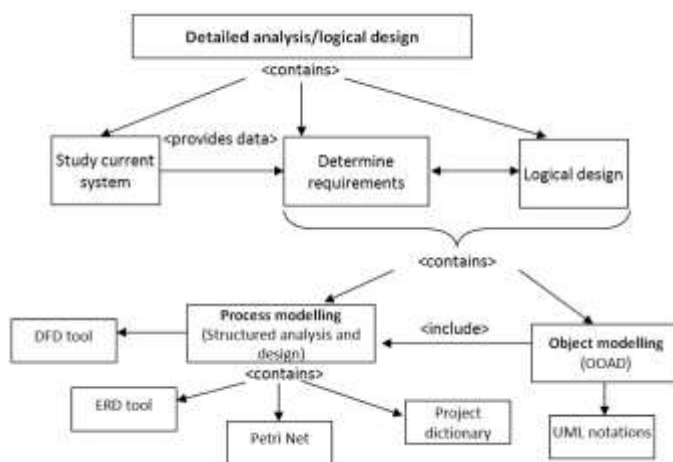 Detailed analysis/logical design
<contains>
<provides data>
Study current
system
Determine
requirements
Logical design
<contains>
Process modelling
(Structured analysis and
design)
<include>
Object modelling
(OOAD)
DFD tool
<contains>
ERD tool
Petri Net
Project
dictionary
UML notations